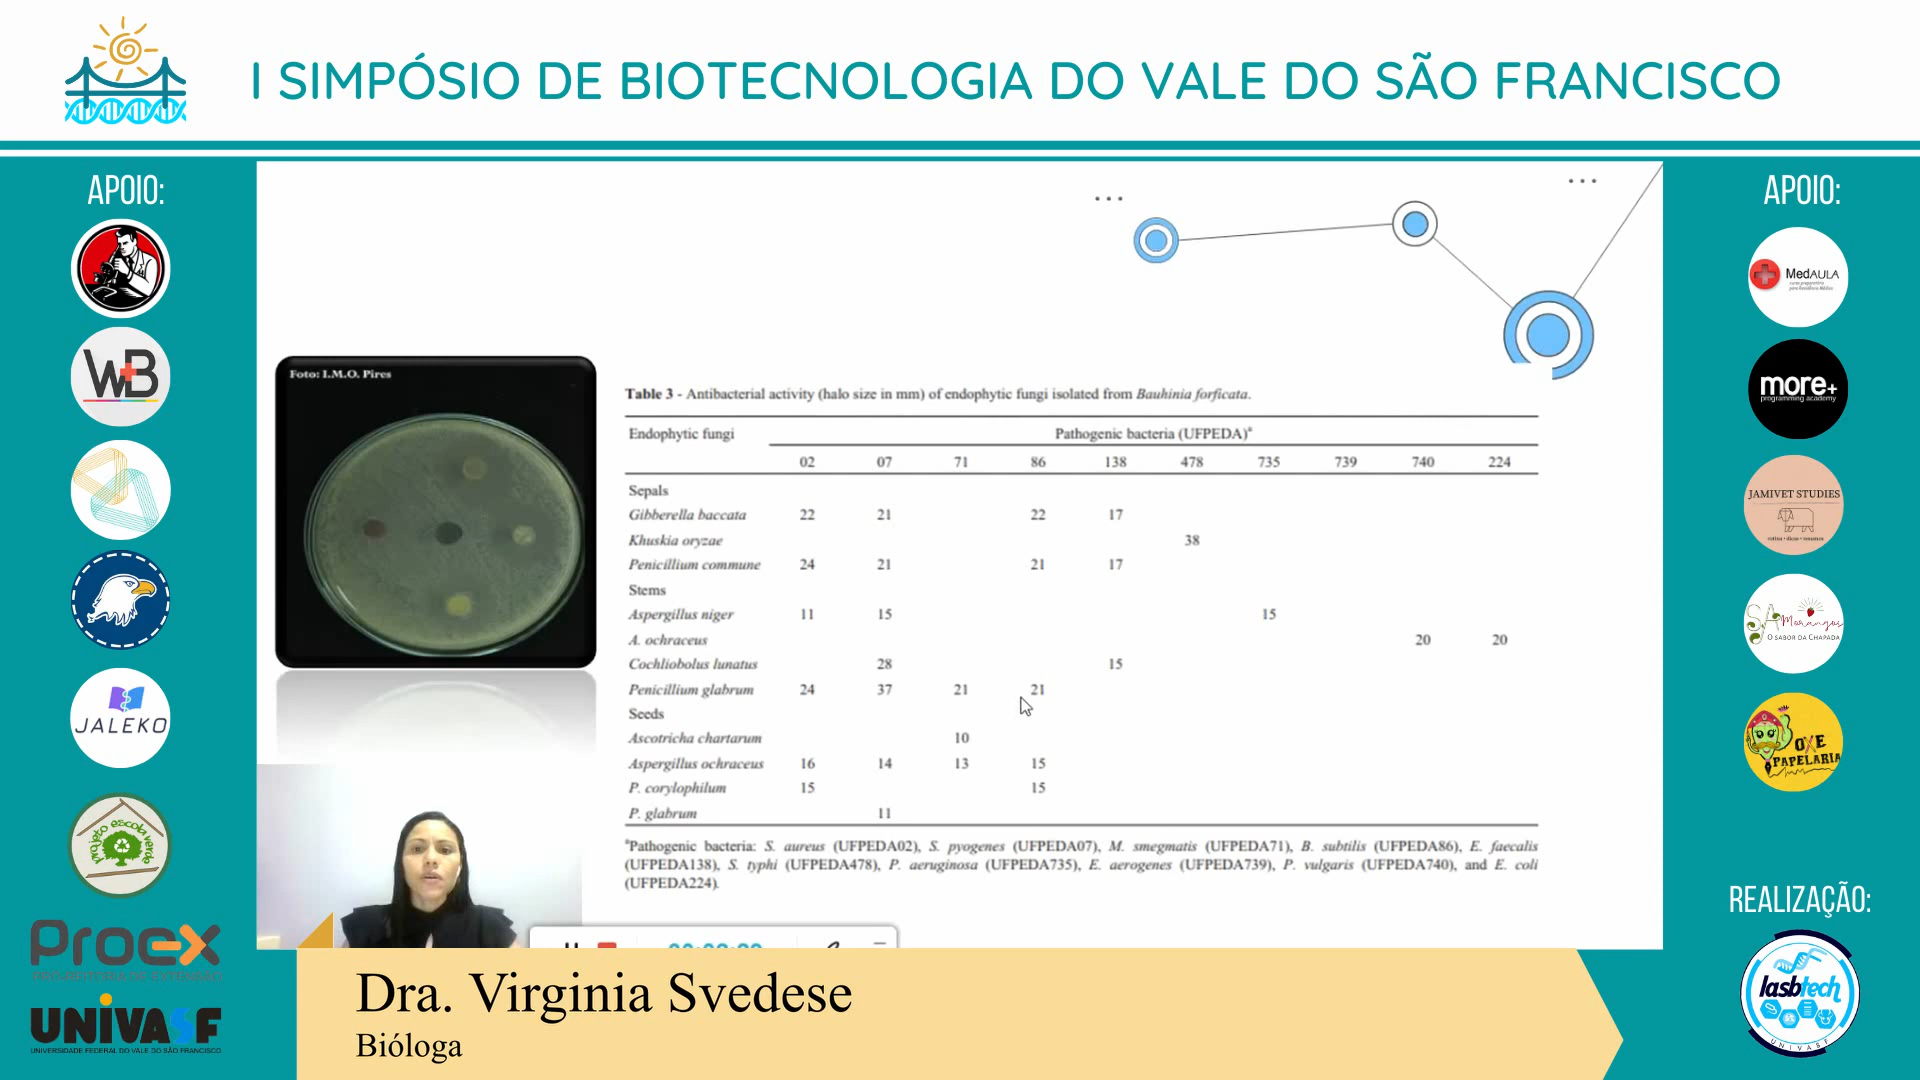 I SIMPÓSIO DE BIOTECNOLOGIA DO VALE DO SÃO FRANCISCO
APOIO:
W+B
JALEKO
projeto escola verde
Proex
UNIVASF
UNIVERSIDADE FEDERAL DO VALE DO SÃO FRANCISCO
Foto: I.M.O. Pires
Table 3 - Antibacterial activity (halo size in mm) of endophytic fungi isolated from Bauhinia forficata.
Endophytic fungi Pathogenic bacteria (UFPEDA)a
02 07 71 86 138 478 735 739 740 224
Sepals
Gibberella baccata 22 21 22 17
Khuskia oryzae 38
Penicillium commune 24 21 21 17
Stems
Aspergillus niger 11 15 15
A. ochraceus 20 20
Cochliobolus lunatus 28 15
Penicillium glabrum 24 37 21 21
Seeds
Ascotricha chartarum 10
Aspergillus ochraceus 16 14 13 15
P. corylophilum 15 15
P. glabrum 11
aPathogenic bacteria: S. aureus (UFPEDA02), S. pyogenes (UFPEDA07), M. smegmatis (UFPEDA71), B. subtilis (UFPEDA86), E. faecalis
(UFPEDA138), S. typhi (UFPEDA478), P. aeruginosa (UFPEDA735), E. aerogenes (UFPEDA739), P. vulgaris (UFPEDA740), and E. coli
(UFPEDA224).
Dra. Virginia Svedese
Bióloga
APOIO:
MedAULA
more+
programming academy
JAMIVET STUDIES
SA Morangos
O SABOR DA CHAPADA
OXE
PAPELARIA
REALIZAÇÃO:
lasbtech
UNIVASF